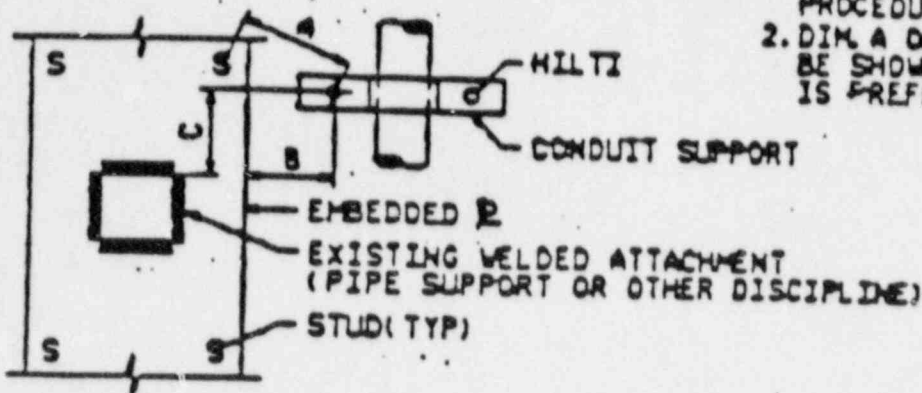 PROCEDU
2. DIM. A D
BE SHOW
IS PREF
A
S
S
HILTI
C
CONDUIT SUPPORT
B
EMBEDDED PL
EXISTING WELDED ATTACHMENT
(PIPE SUPPORT OR OTHER DISCIPLINE)
STUD(TYP)
S
S